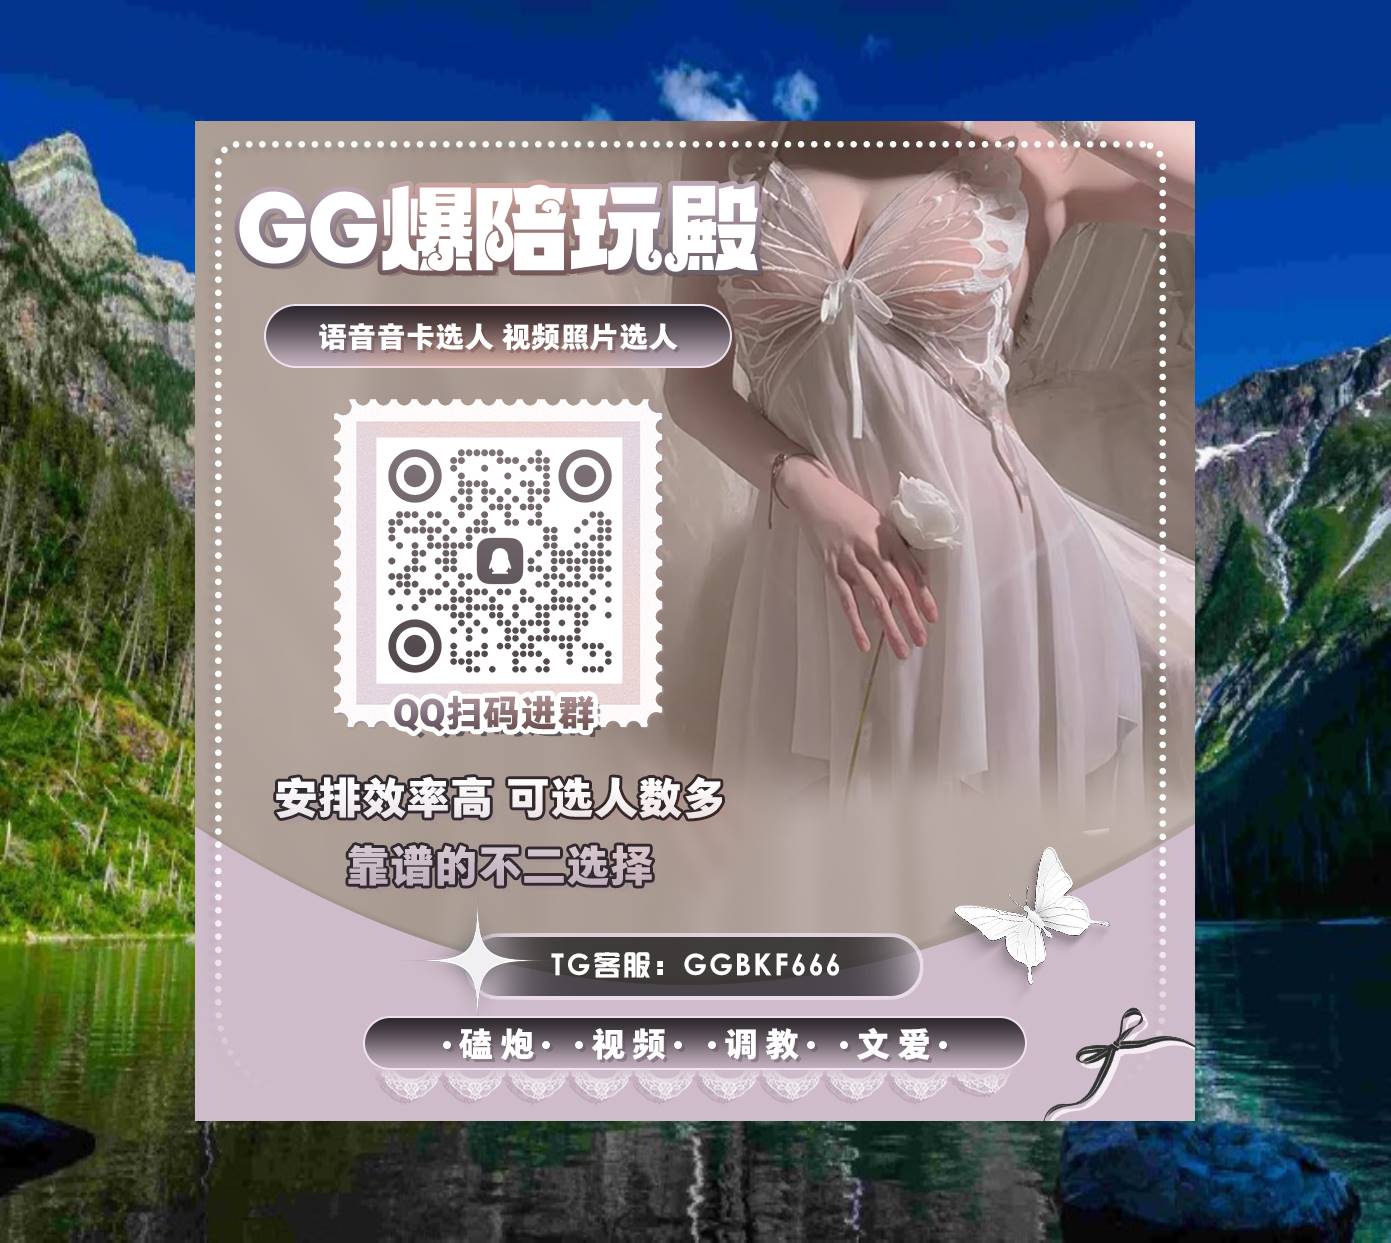 GG爆陪玩殿
语音音卡选人 视频照片选人
QQ扫码进群
安排效率高 可选人数多
靠谱的不二选择
TG客服：GGBKF666
·磕炮· ·视频· ·调教· ·文爱·